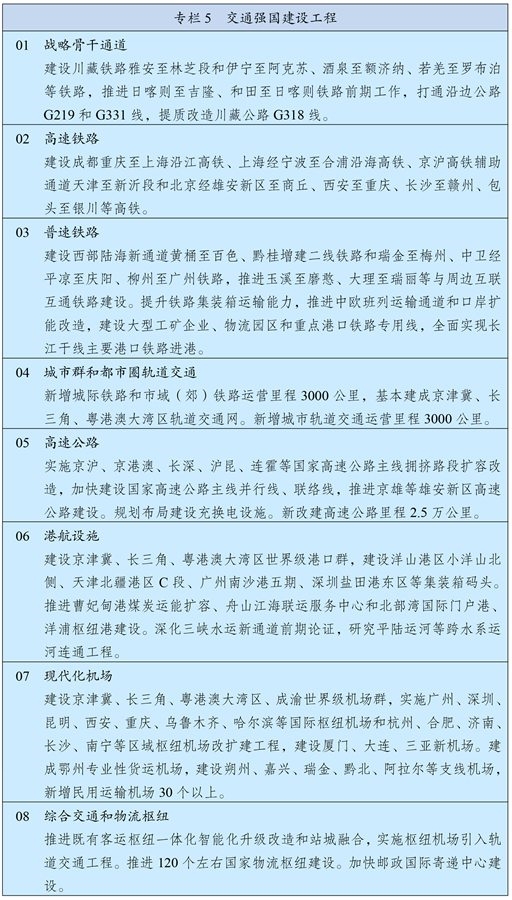 专栏 5　交通强国建设工程
01　战略骨干通道
建设川藏铁路雅安至林芝段和伊宁至阿克苏、酒泉至额济纳、若羌至罗布泊
等铁路，推进日喀则至吉隆、和田至日喀则铁路前期工作，打通沿边公路
G219 和 G331 线，提质改造川藏公路 G318 线。
02　高速铁路
建设成都重庆至上海沿江高铁、上海经宁波至合浦沿海高铁、京沪高铁辅助
通道天津至新沂段和北京经雄安新区至商丘、西安至重庆、长沙至赣州、包
头至银川等高铁。
03　普速铁路
建设西部陆海新通道黄桶至百色、黔桂增建二线铁路和瑞金至梅州、中卫经
平凉至庆阳、柳州至广州铁路，推进玉溪至磨憨、大理至瑞丽等与周边互联
互通铁路建设。提升铁路集装箱运输能力，推进中欧班列运输通道和口岸扩
能改造，建设大型工矿企业、物流园区和重点港口铁路专用线，全面实现长
江干线主要港口铁路进港。
04　城市群和都市圈轨道交通
新增城际铁路和市域（郊）铁路运营里程 3000 公里，基本建成京津冀、长
三角、粤港澳大湾区轨道交通网。新增城市轨道交通运营里程 3000 公里。
05　高速公路
实施京沪、京港澳、长深、沪昆、连霍等国家高速公路主线拥挤路段扩容改
造，加快建设国家高速公路主线并行线、联络线，推进京雄等雄安新区高速
公路建设。规划布局建设充换电设施。新改建高速公路里程 2.5 万公里。
06　港航设施
建设京津冀、长三角、粤港澳大湾区世界级港口群，建设洋山港区小洋山北
侧、天津北疆港区 C 段、广州南沙港五期、深圳盐田港东区等集装箱码头。
推进曹妃甸港煤炭运能扩容、舟山江海联运服务中心和北部湾国际门户港、
洋浦枢纽港建设。深化三峡水运新通道前期论证，研究平陆运河等跨水系运
河连通工程。
07　现代化机场
建设京津冀、长三角、粤港澳大湾区、成渝世界级机场群，实施广州、深圳、
昆明、西安、重庆、乌鲁木齐、哈尔滨等国际枢纽机场和杭州、合肥、济南、
长沙、南宁等区域枢纽机场改扩建工程，建设厦门、大连、三亚新机场。建
成鄂州专业性货运机场，建设朔州、嘉兴、瑞金、黔北、阿拉尔等支线机场，
新增民用运输机场 30 个以上。
08　综合交通和物流枢纽
推进既有客运枢纽一体化智能化升级改造和站城融合，实施枢纽机场引入轨
道交通工程。推进 120 个左右国家物流枢纽建设。加快邮政国际寄递中心建
设。